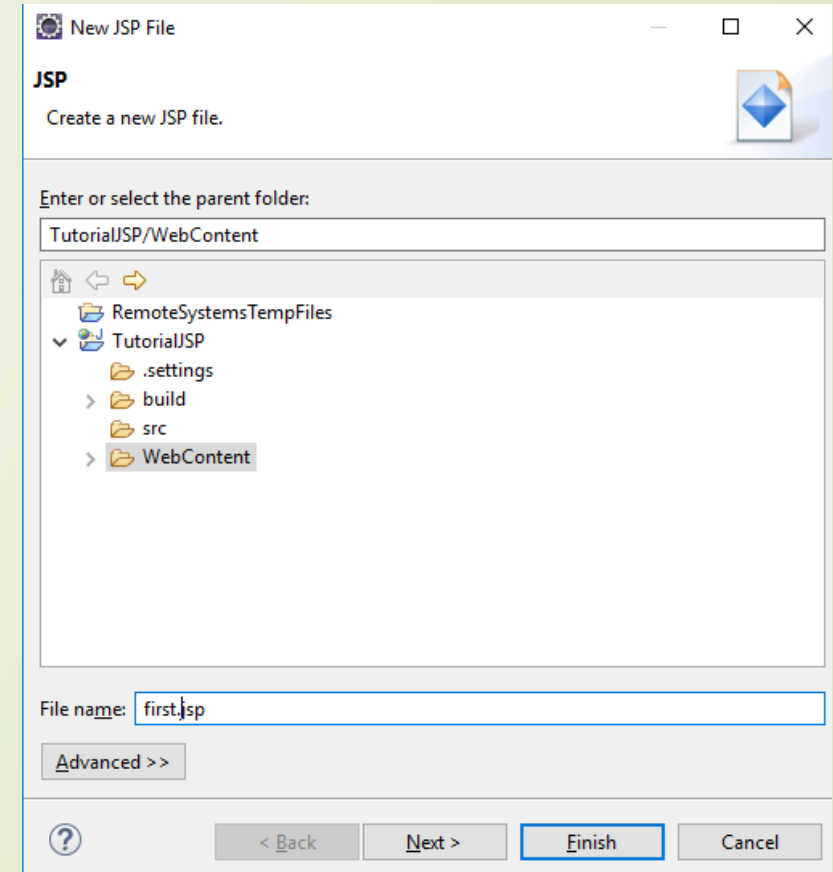 New JSP File
JSP
Create a new JSP file.
Enter or select the parent folder:
TutorialJSP/WebContent
RemoteSystemsTempFiles
TutorialJSP
.settings
build
src
WebContent
File name: first.jsp
Advanced >>
? < Back Next > Finish Cancel